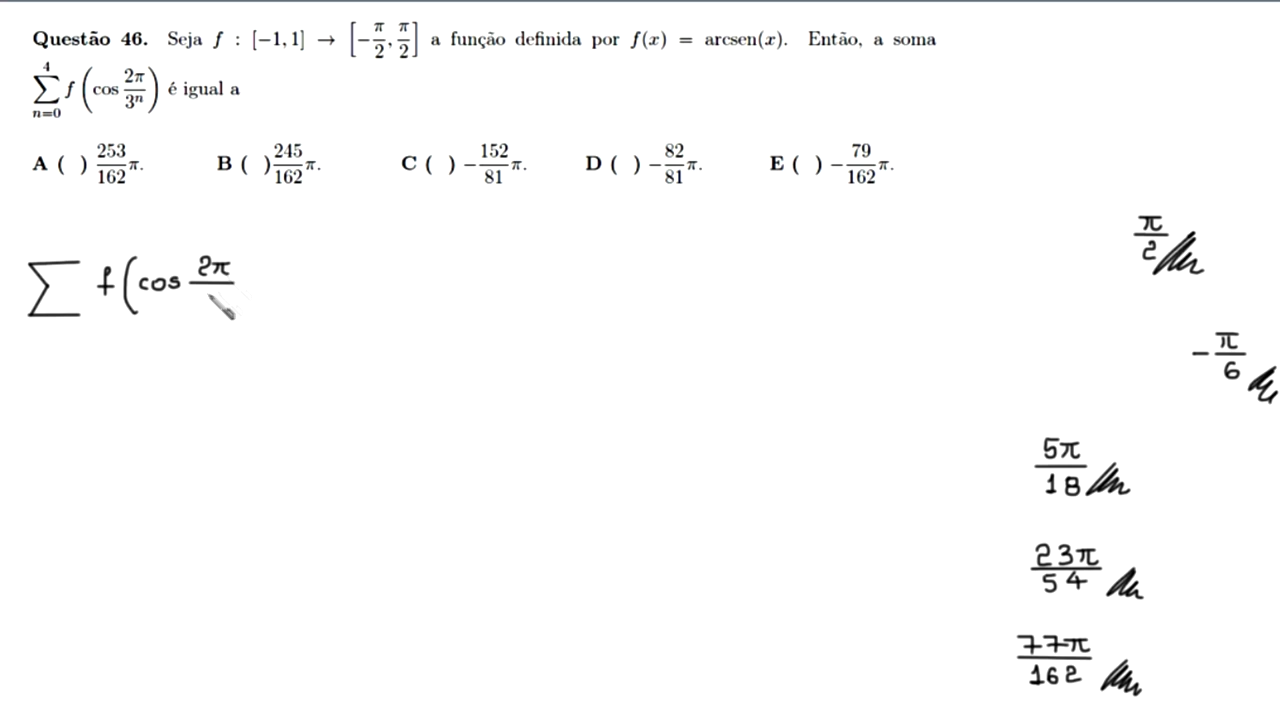 Questão 46. Seja f : [−1, 1] → [−π/2, π/2] a função definida por f(x) = arcsen(x). Então, a soma
∑_{n=0}^{4} f(cos 2π/3ⁿ) é igual a
A ( ) 253/162 π. B ( ) 245/162 π. C ( ) −152/81 π. D ( ) −82/81 π. E ( ) −79/162 π.
π/2
∑ f(cos 2π
−π/6
5π/18
23π/54
77π/162